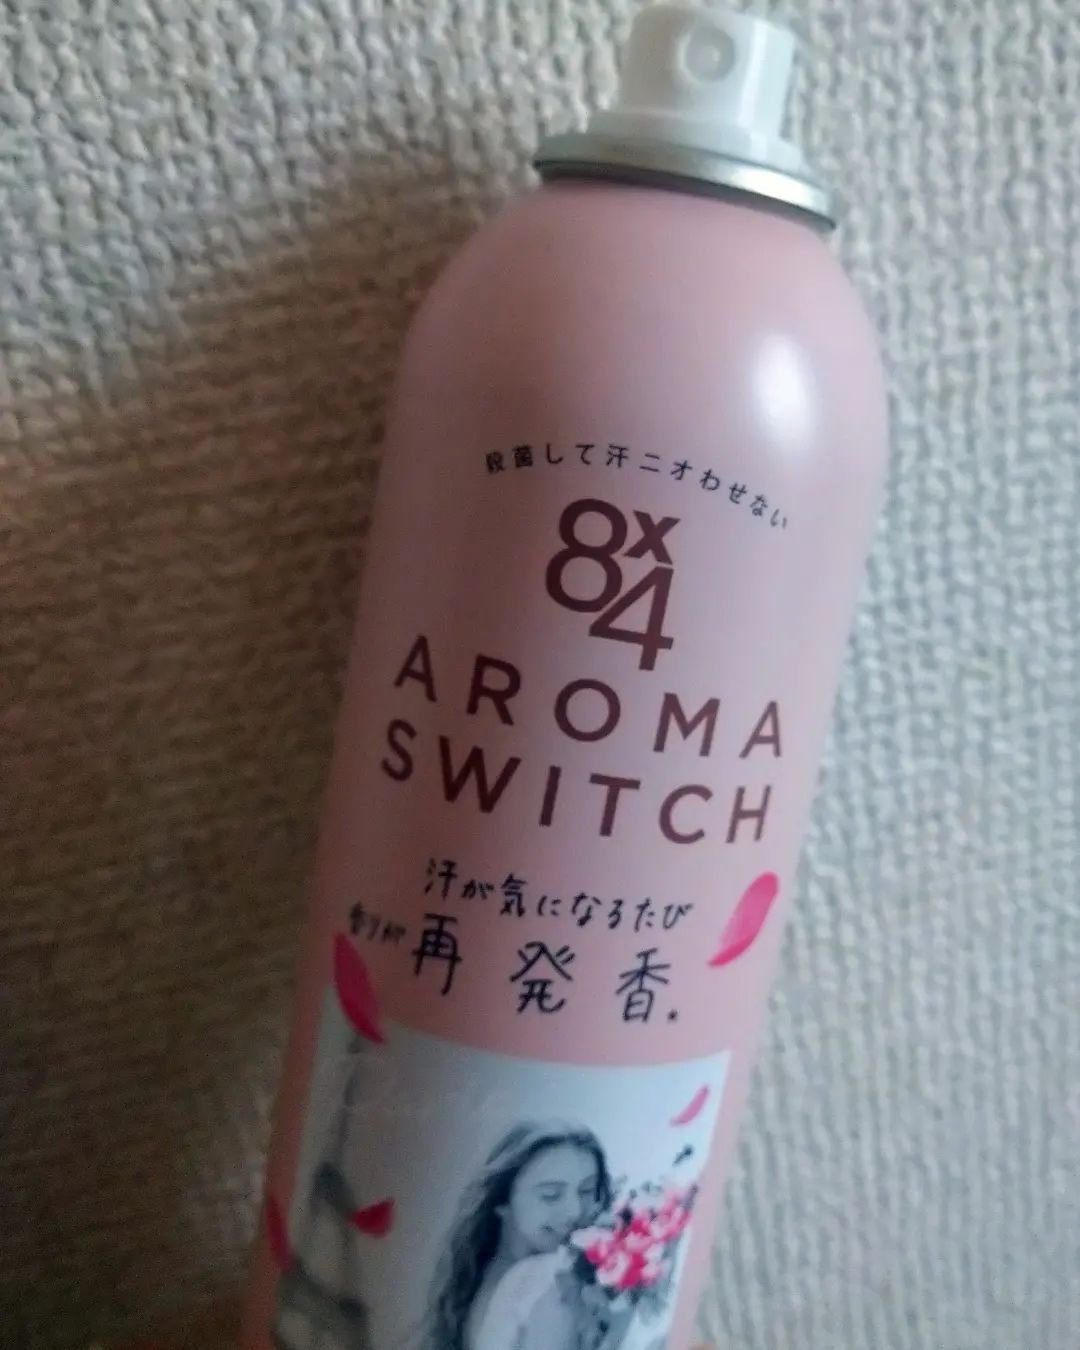 殺菌して汗ニオわせない
8x4
AROMA
SWITCH
汗が気になるたび
香りが再発香.